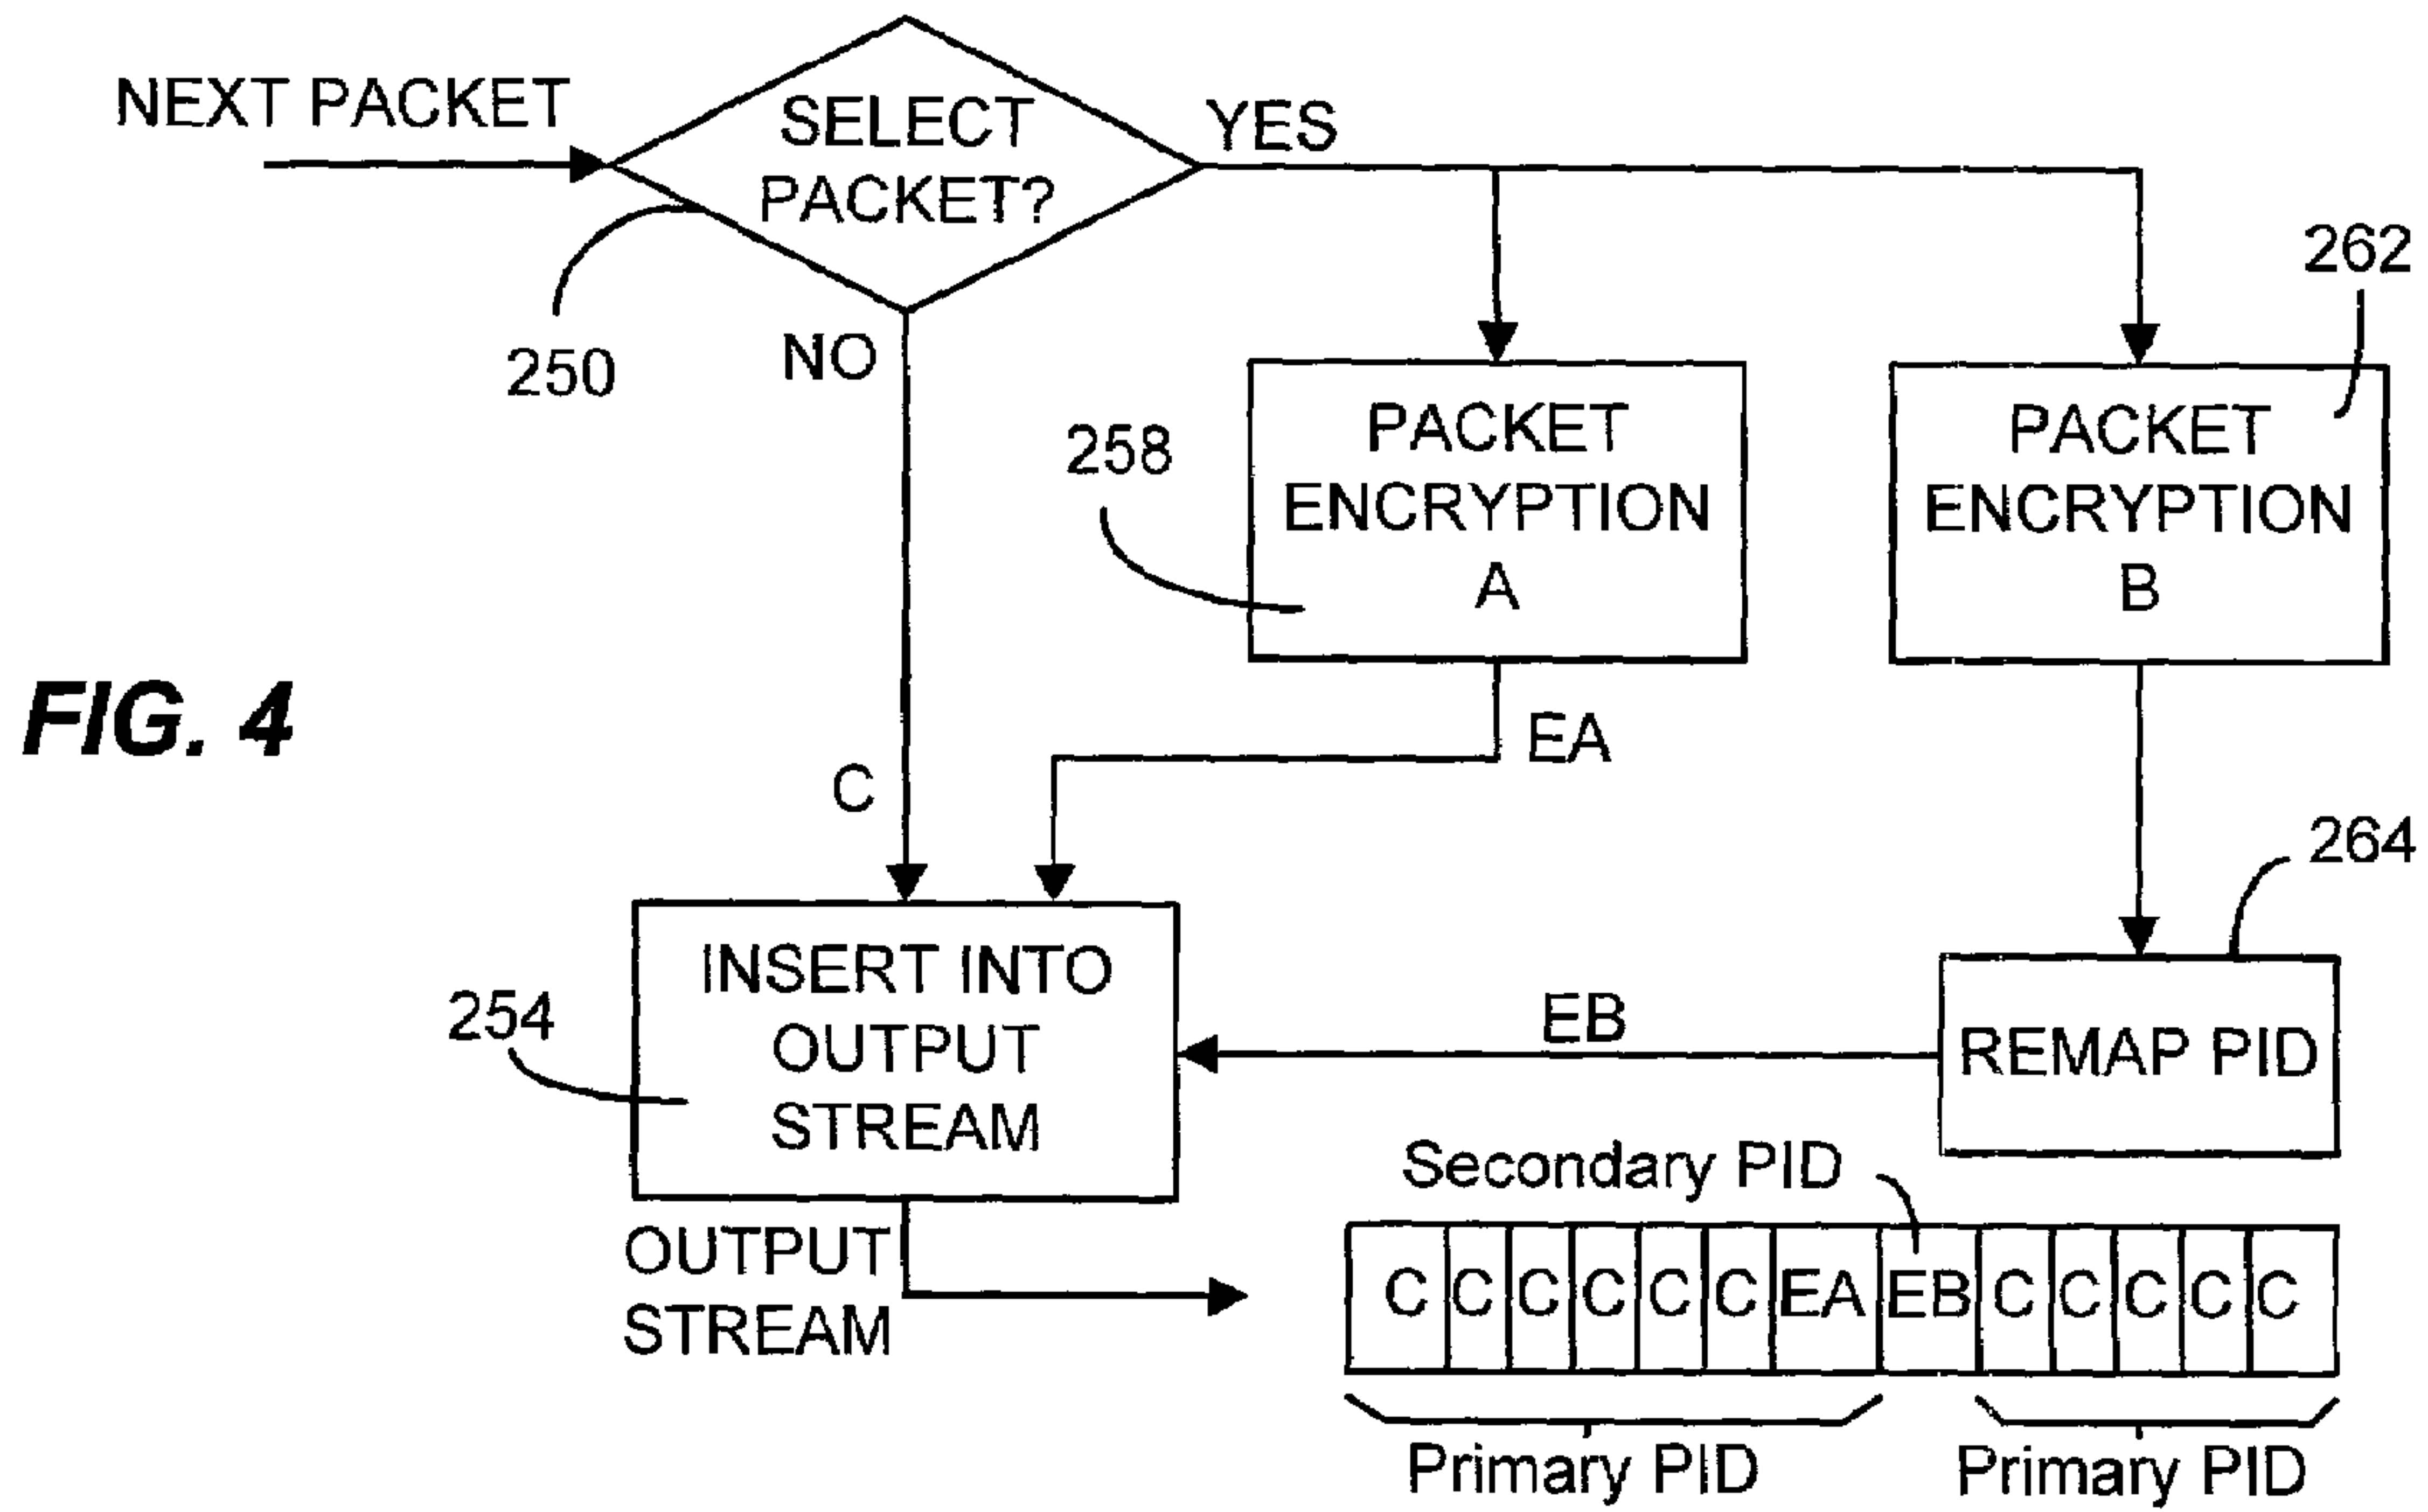 NEXT PACKET
SELECT
PACKET?
YES
250
NO
262
258
PACKET
ENCRYPTION
A
PACKET
ENCRYPTION
B
FIG. 4
EA
C
264
254
INSERT INTO
OUTPUT
STREAM
EB
REMAP PID
Secondary PID
OUTPUT
STREAM
C C C C C C EA EB C C C C C
Primary PID
Primary PID